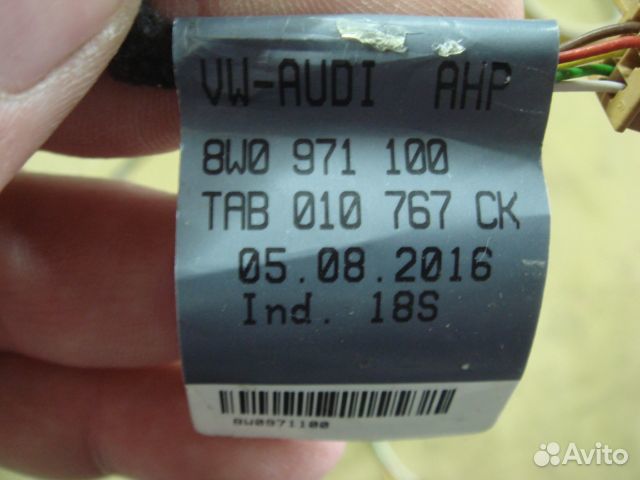 VW-AUDI AHP
8W0 971 100
TAB 010 767 CK
05.08.2016
Ind. 18S
8W0971100
Avito